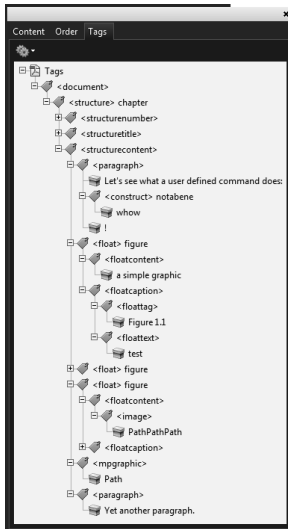 Content Order Tags
Tags
<document>
<structure> chapter
<structurenumber>
<structuretitle>
<structurecontent>
<paragraph>
Let's see what a user defined command does:
<construct> notabene
whow
!
<float> figure
<floatcontent>
a simple graphic
<floatcaption>
<floattag>
Figure 1.1
<floattext>
test
<float> figure
<float> figure
<floatcontent>
<image>
PathPathPath
<floatcaption>
<mpgraphic>
Path
<paragraph>
Yet another paragraph.